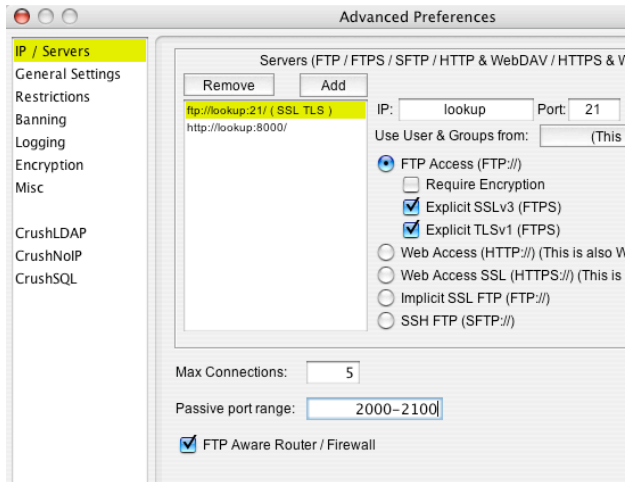 Advanced Preferences
IP / Servers
General Settings
Restrictions
Banning
Logging
Encryption
Misc
CrushLDAP
CrushNoIP
CrushSQL
Servers (FTP / FTPS / SFTP / HTTP & WebDAV / HTTPS & W
Remove Add
ftp://lookup:21/ ( SSL TLS )
http://lookup:8000/
IP: lookup Port: 21
Use User & Groups from: (This
FTP Access (FTP://)
Require Encryption
Explicit SSLv3 (FTPS)
Explicit TLSv1 (FTPS)
Web Access (HTTP://) (This is also W
Web Access SSL (HTTPS://) (This is
Implicit SSL FTP (FTP://)
SSH FTP (SFTP://)
Max Connections: 5
Passive port range: 2000-2100
FTP Aware Router / Firewall